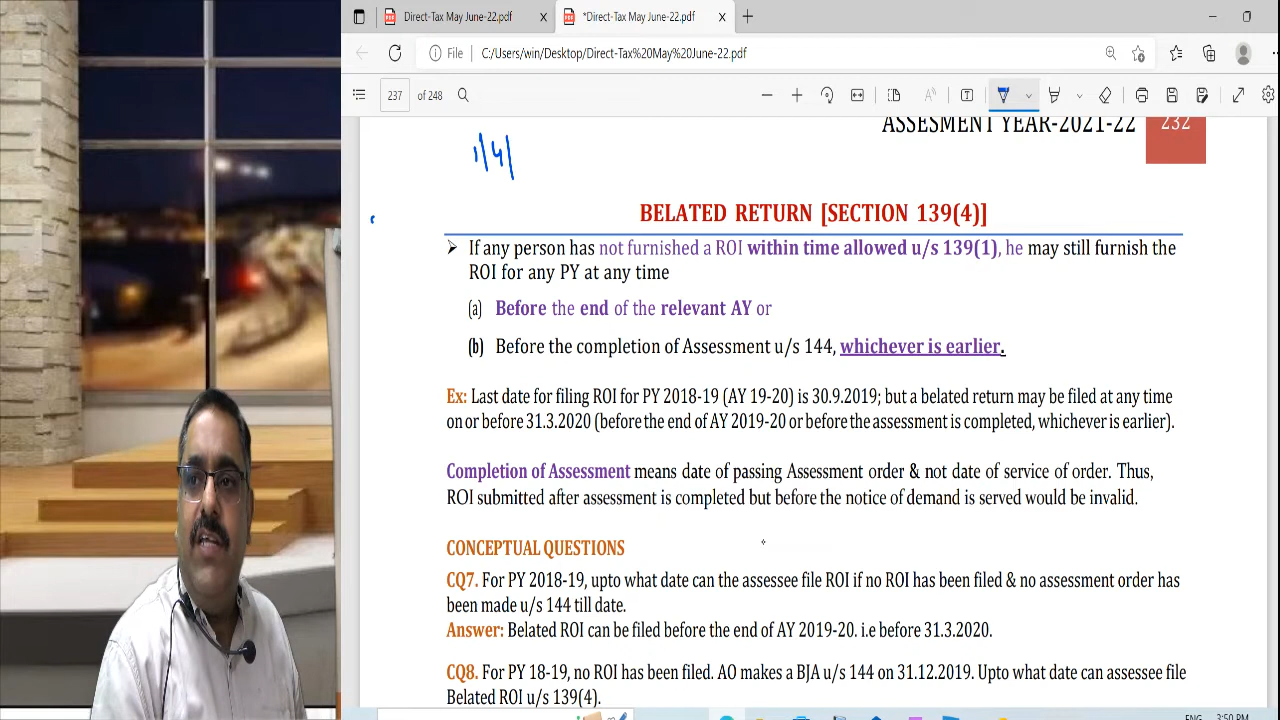 Direct-Tax May June-22.pdf
*Direct-Tax May June-22.pdf
File
C:/Users/win/Desktop/Direct-Tax%20May%20June-22.pdf
237
of 248
ASSESMENT YEAR-2021-22
232
1/4/
BELATED RETURN [SECTION 139(4)]
➢ If any person has not furnished a ROI within time allowed u/s 139(1), he may still furnish the
ROI for any PY at any time
(a) Before the end of the relevant AY or
(b) Before the completion of Assessment u/s 144, whichever is earlier.
Ex: Last date for filing ROI for PY 2018-19 (AY 19-20) is 30.9.2019; but a belated return may be filed at any time
on or before 31.3.2020 (before the end of AY 2019-20 or before the assessment is completed, whichever is earlier).
Completion of Assessment means date of passing Assessment order & not date of service of order. Thus,
ROI submitted after assessment is completed but before the notice of demand is served would be invalid.
CONCEPTUAL QUESTIONS
CQ7. For PY 2018-19, upto what date can the assessee file ROI if no ROI has been filed & no assessment order has
been made u/s 144 till date.
Answer: Belated ROI can be filed before the end of AY 2019-20. i.e before 31.3.2020.
CQ8. For PY 18-19, no ROI has been filed. AO makes a BJA u/s 144 on 31.12.2019. Upto what date can assessee file
Belated ROI u/s 139(4).
ENG
3:50 PM